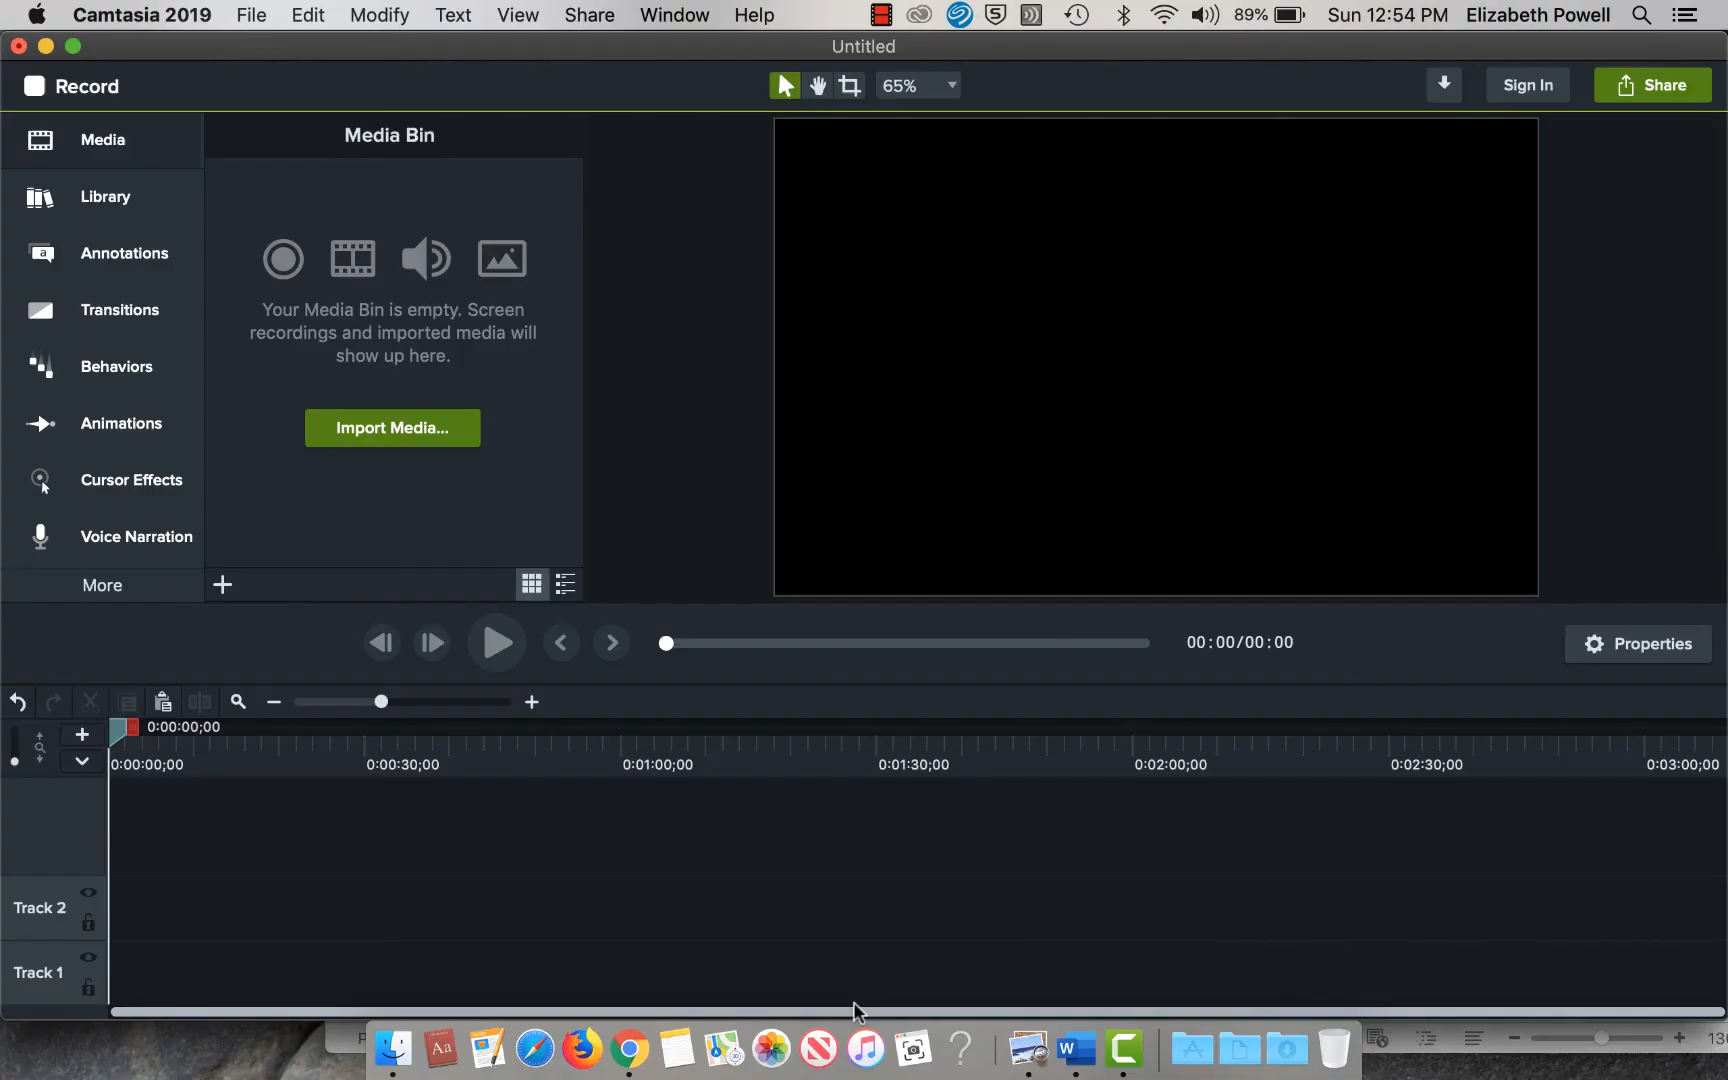 Camtasia 2019 File Edit Modify Text View Share Window Help 5 89% Sun 12:54 PM Elizabeth Powell
Untitled
Record 65% Sign In Share
Media
Media Bin
Library
a Annotations
Your Media Bin is empty. Screen
recordings and imported media will
show up here.
Transitions
Behaviors
Animations
Import Media...
Cursor Effects
Voice Narration
More
00:00/00:00
Properties
0:00:00;00
0:00:00;00 0:00:30;00 0:01:00;00 0:01:30;00 0:02:00;00 0:02:30;00 0:03:00;00
Track 2
Track 1
Aa
3D
W
C